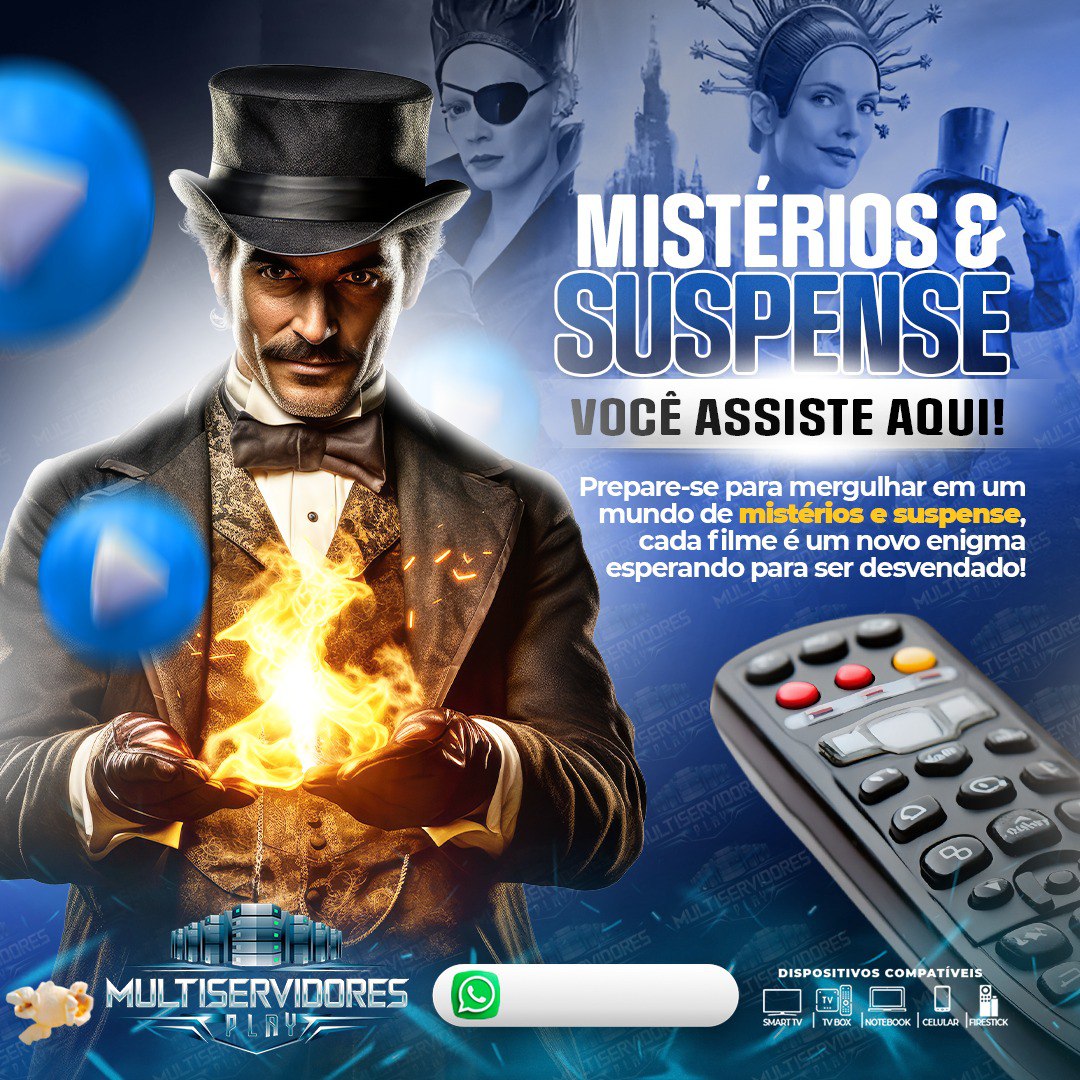 MISTÉRIOS &
SUSPENSE
VOCÊ ASSISTE AQUI!
Prepare-se para mergulhar em um
mundo de mistérios e suspense,
cada filme é um novo enigma
esperando para ser desvendado!
MULTISERVIDORES
PLAY
DISPOSITIVOS COMPATÍVEIS
TV
SMART TV | TV BOX | NOTEBOOK | CELULAR | FIRESTICK